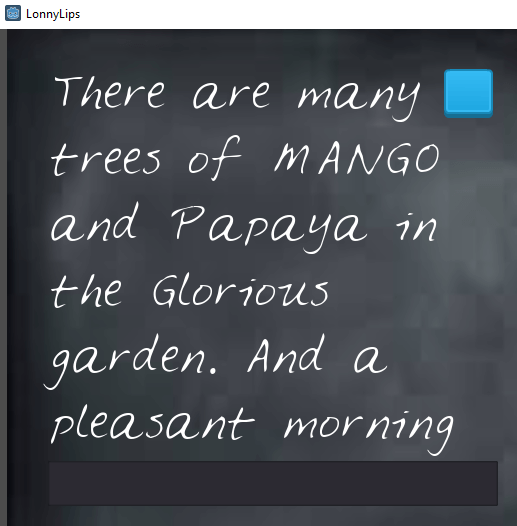 LonnyLips
There are many
trees of MANGO
and Papaya in
the Glorious
garden. And a
pleasant morning